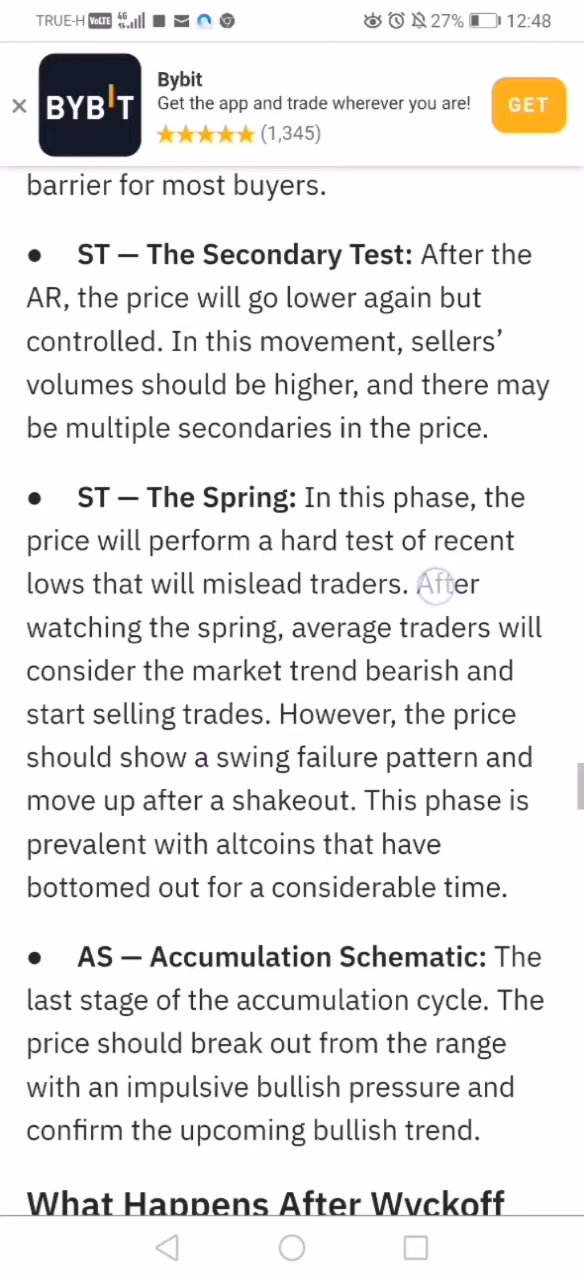 TRUE-H VoLTE 4G 27% 12:48
Bybit
BYBIT Get the app and trade wherever you are! GET
(1,345)
barrier for most buyers.
● ST — The Secondary Test: After the
AR, the price will go lower again but
controlled. In this movement, sellers’
volumes should be higher, and there may
be multiple secondaries in the price.
● ST — The Spring: In this phase, the
price will perform a hard test of recent
lows that will mislead traders. After
watching the spring, average traders will
consider the market trend bearish and
start selling trades. However, the price
should show a swing failure pattern and
move up after a shakeout. This phase is
prevalent with altcoins that have
bottomed out for a considerable time.
● AS — Accumulation Schematic: The
last stage of the accumulation cycle. The
price should break out from the range
with an impulsive bullish pressure and
confirm the upcoming bullish trend.
What Happens After Wyckoff